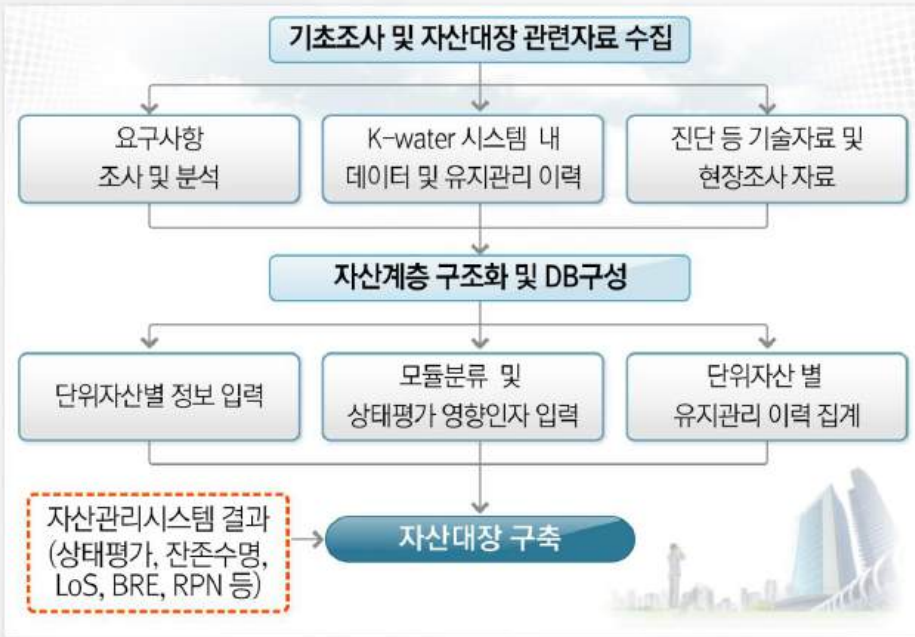 기초조사 및 자산대장 관련자료 수집
요구사항
조사 및 분석
K-water 시스템 내
데이터 및 유지관리 이력
진단 등 기술자료 및
현장조사 자료
자산계층 구조화 및 DB구성
단위자산별 정보 입력
모듈분류 및
상태평가 영향인자 입력
단위자산 별
유지관리 이력 집계
자산관리시스템 결과
(상태평가, 잔존수명,
LoS, BRE, RPN 등)
자산대장 구축